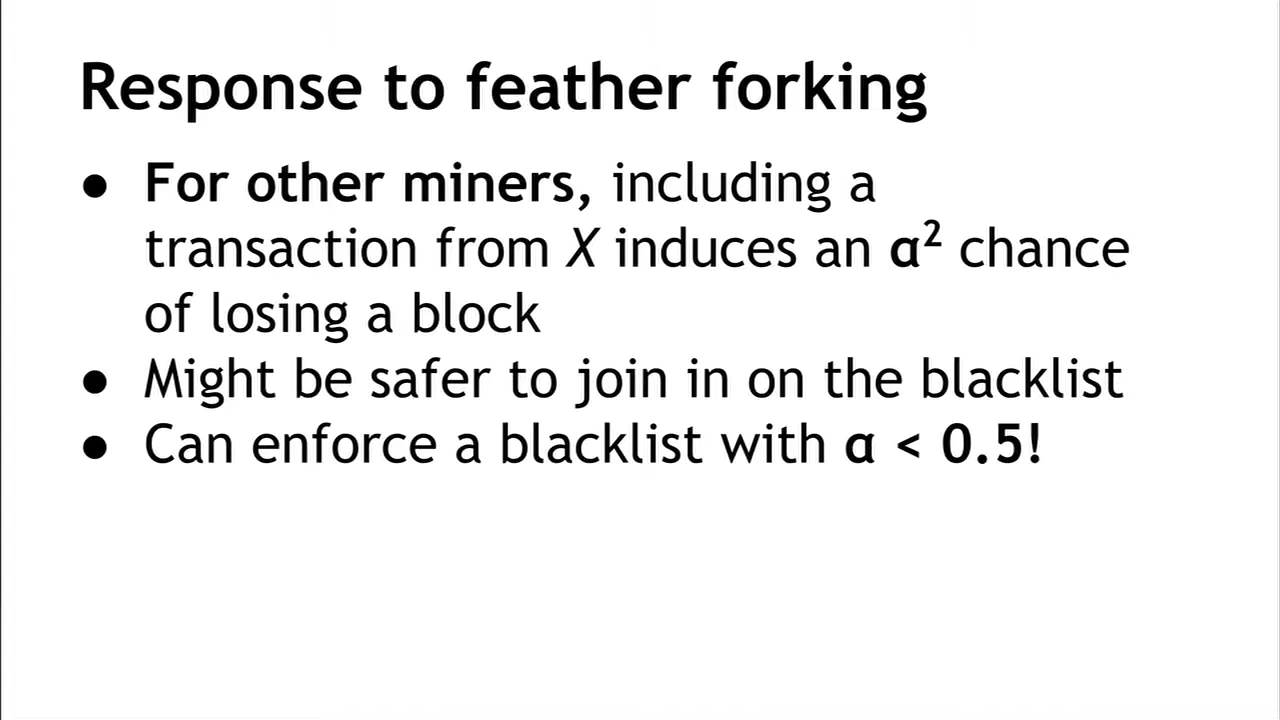 Response to feather forking
● For other miners, including a
transaction from X induces an α² chance
of losing a block
● Might be safer to join in on the blacklist
● Can enforce a blacklist with α < 0.5!